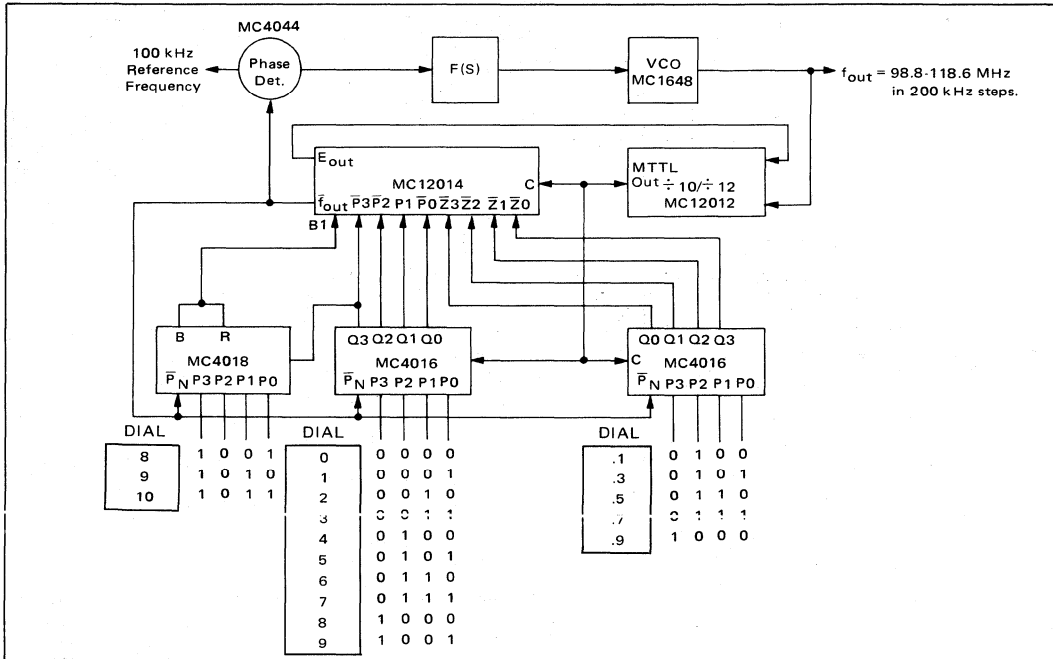 MC4044
100 kHz
Reference
Frequency
Phase
Det.
F(S)
VCO
MC1648
f out = 98.8-118.6 MHz
in 200 kHz steps.
E out
MC12014
C
f̅ out P̅3 P̅2 P1 P̅0 Z̅3 Z̅2 Z̅1 Z̅0
B1
MTTL
Out ÷ 10/÷ 12
MC12012
B R
MC4018
P̅N P3 P2 P1 P0
Q3 Q2 Q1 Q0
MC4016
P̅N P3 P2 P1 P0
Q0 Q1 Q2 Q3
C MC4016
P̅N P3 P2 P1 P0
DIAL
8 1 0 0 1
9 1 0 1 0
10 1 0 1 1
DIAL
0 0 0 0 0
1 0 0 0 1
2 0 0 1 0
3 0 0 1 1
4 0 1 0 0
5 0 1 0 1
6 0 1 1 0
7 0 1 1 1
8 1 0 0 0
9 1 0 0 1
DIAL
.1 0 1 0 0
.3 0 1 0 1
.5 0 1 1 0
.7 0 1 1 1
.9 1 0 0 0